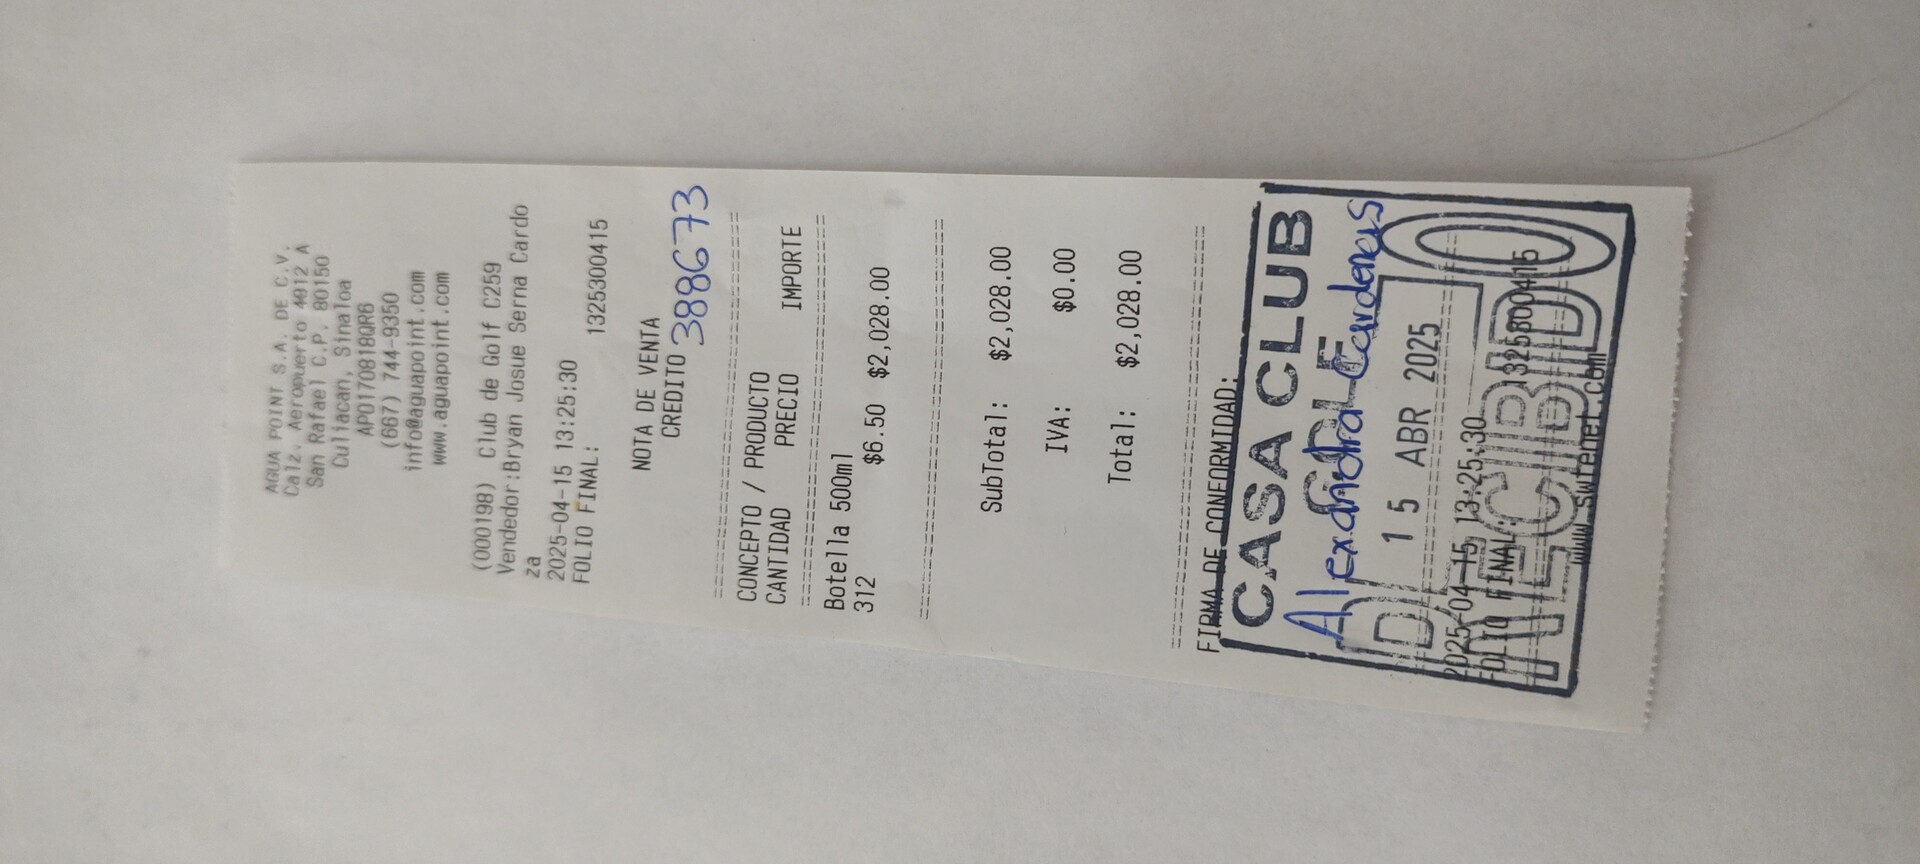 AGUA POINT S.A. DE C.V.
Calz. Aeropuerto 4912 A
San Rafael C.P. 80150
Culiacan, Sinaloa
APO170818QR6
(667) 744-9350
info@aguapoint.com
www.aguapoint.com
(000198) Club de Golf C259
Vendedor:Bryan Josue Serna Cardo
za
2025-04-15 13:25:30
FOLIO FINAL: 1325300415
NOTA DE VENTA
CREDITO 388673
CONCEPTO / PRODUCTO
CANTIDAD PRECIO IMPORTE
Botella 500ml
312 $6.50 $2,028.00
SubTotal: $2,028.00
IVA: $0.00
Total: $2,028.00
FIRMA DE CONFORMIDAD:
CASA CLUB
Alexandra Cardenas
15 ABR 2025
2025-04-15 13:25:30
FOLIO FINAL: 1325300415
RECIBIDO
www.swfenet.com